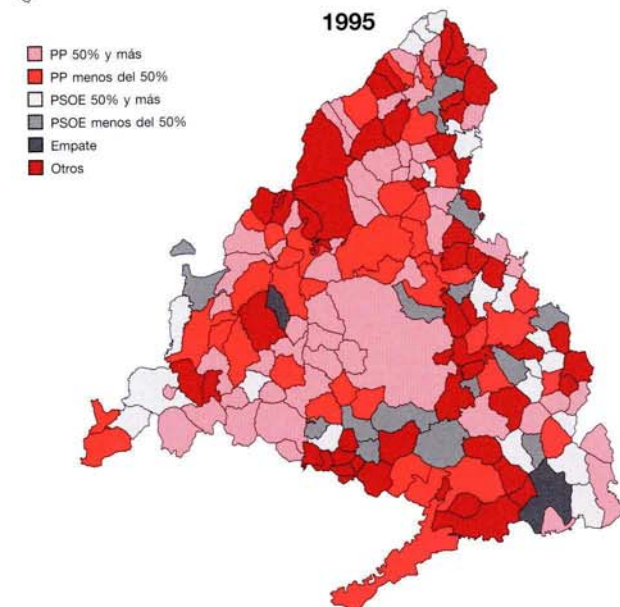 1995
PP 50% y más
PP menos del 50%
PSOE 50% y más
PSOE menos del 50%
Empate
Otros